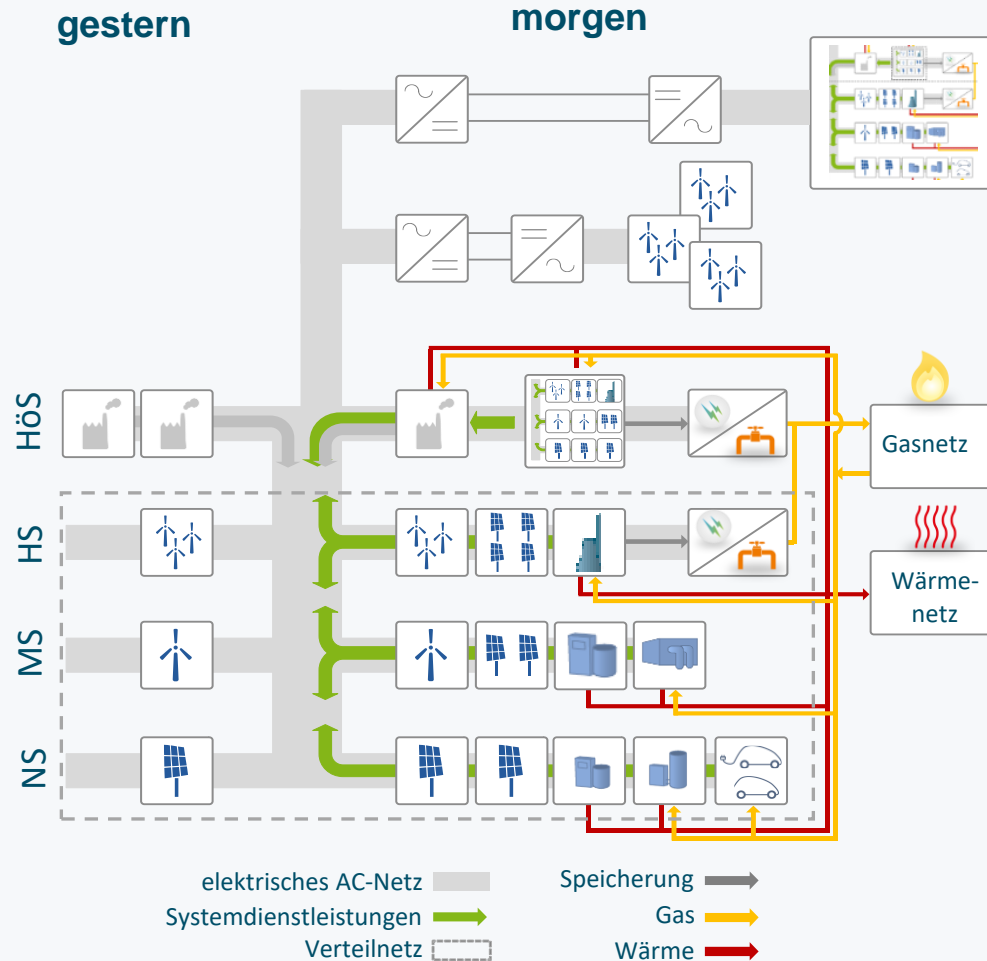 gestern
morgen
HöS
Gasnetz
HS
Wärme-
netz
MS
NS
elektrisches AC-Netz
Systemdienstleistungen
Verteilnetz
Speicherung
Gas
Wärme